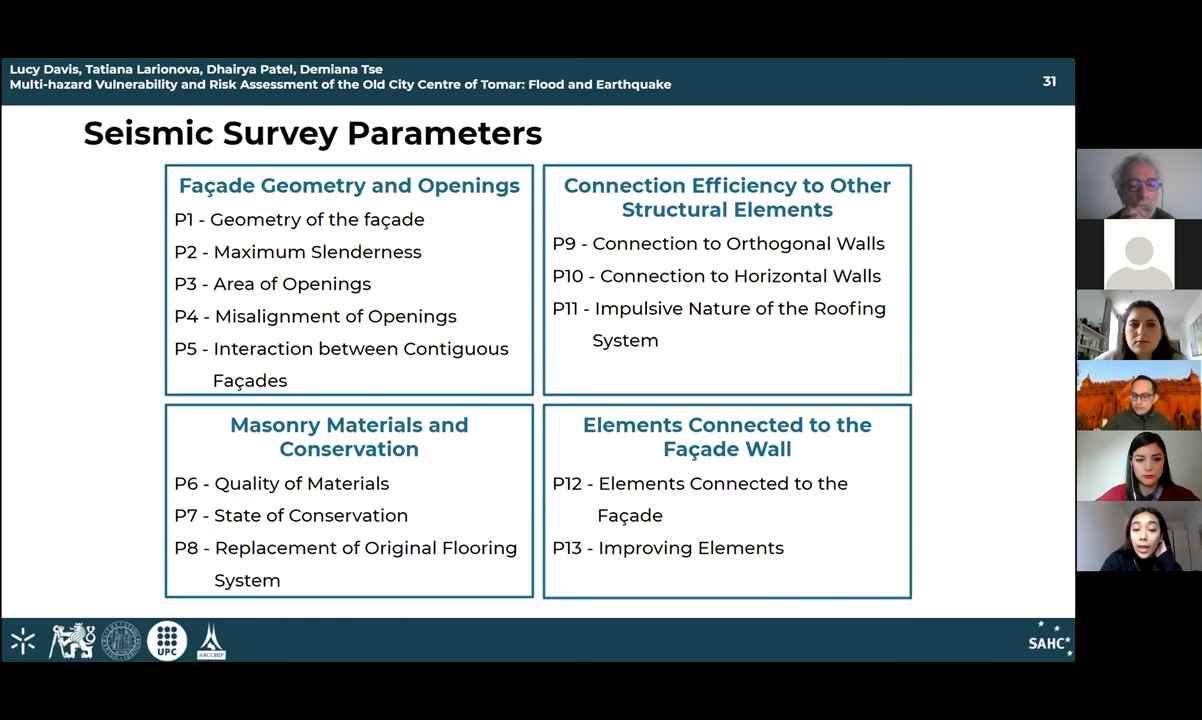 Lucy Davis, Tatiana Larionova, Dhairya Patel, Demiana Tse
Multi-hazard Vulnerability and Risk Assessment of the Old City Centre of Tomar: Flood and Earthquake
31
Seismic Survey Parameters
Façade Geometry and Openings
P1 - Geometry of the façade
P2 - Maximum Slenderness
P3 - Area of Openings
P4 - Misalignment of Openings
P5 - Interaction between Contiguous
Façades
Connection Efficiency to Other
Structural Elements
P9 - Connection to Orthogonal Walls
P10 - Connection to Horizontal Walls
P11 - Impulsive Nature of the Roofing
System
Masonry Materials and
Conservation
P6 - Quality of Materials
P7 - State of Conservation
P8 - Replacement of Original Flooring
System
Elements Connected to the
Façade Wall
P12 - Elements Connected to the
Façade
P13 - Improving Elements
UPC
ARCCHIP
SAHC